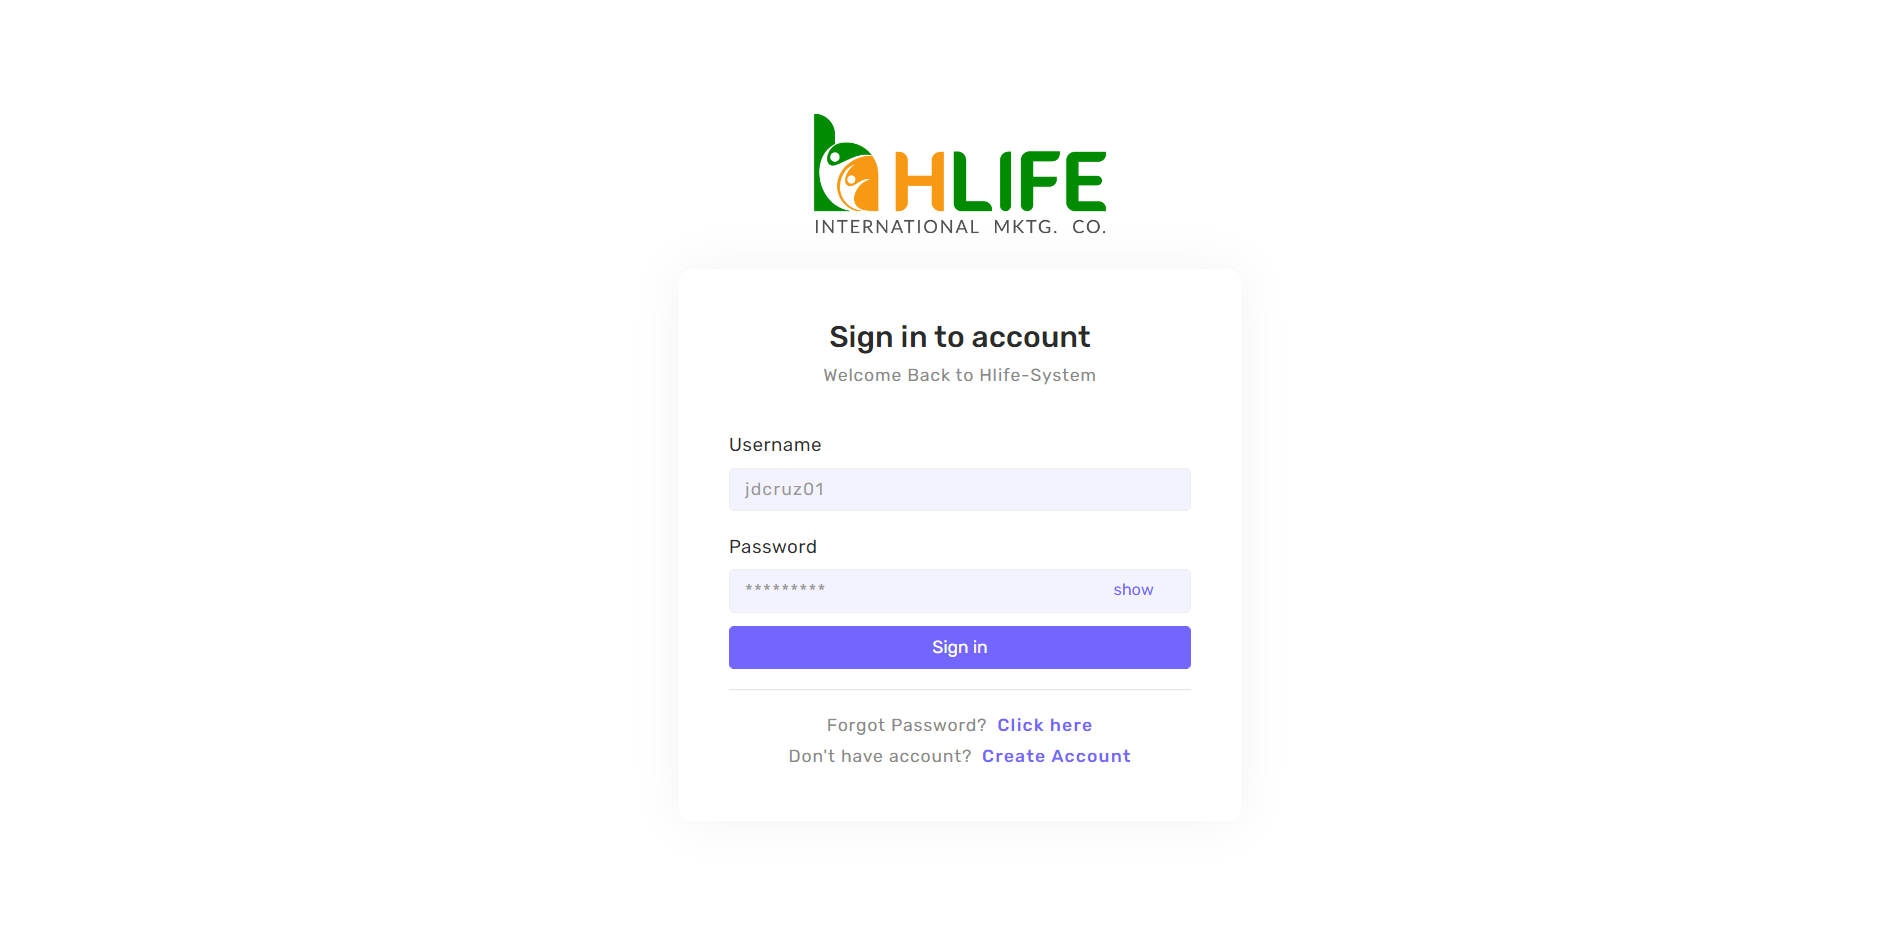 HLIFE
INTERNATIONAL MKTG. CO.
Sign in to account
Welcome Back to Hlife-System
Username
jdcruz01
Password
*********
show
Sign in
Forgot Password? Click here
Don't have account? Create Account